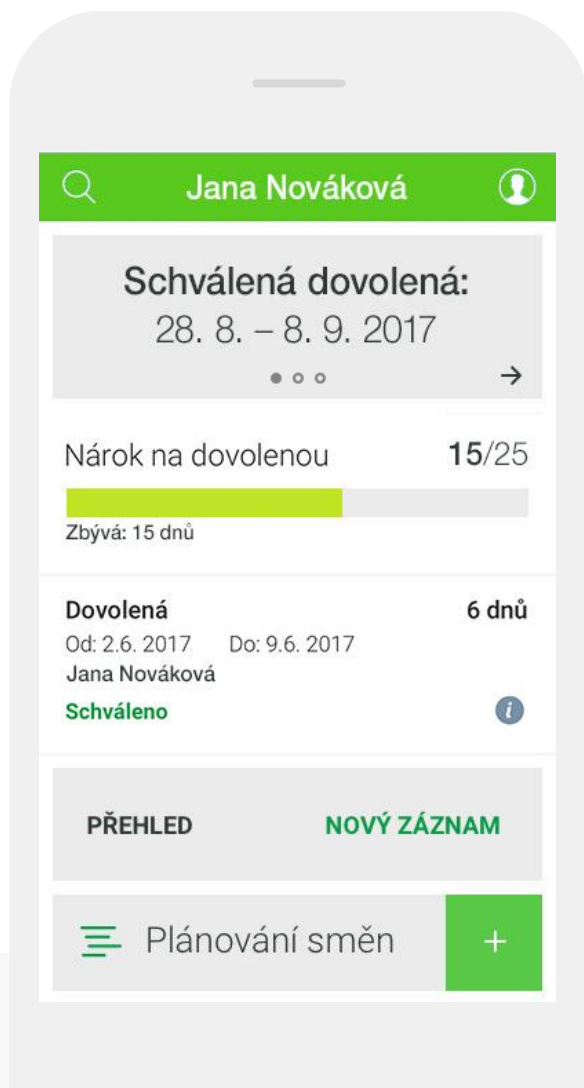 Jana Nováková
Schválená dovolená:
28. 8. – 8. 9. 2017
Nárok na dovolenou 15/25
Zbývá: 15 dnů
Dovolená 6 dnů
Od: 2.6. 2017 Do: 9.6. 2017
Jana Nováková
Schváleno
PŘEHLED NOVÝ ZÁZNAM
Plánování směn +